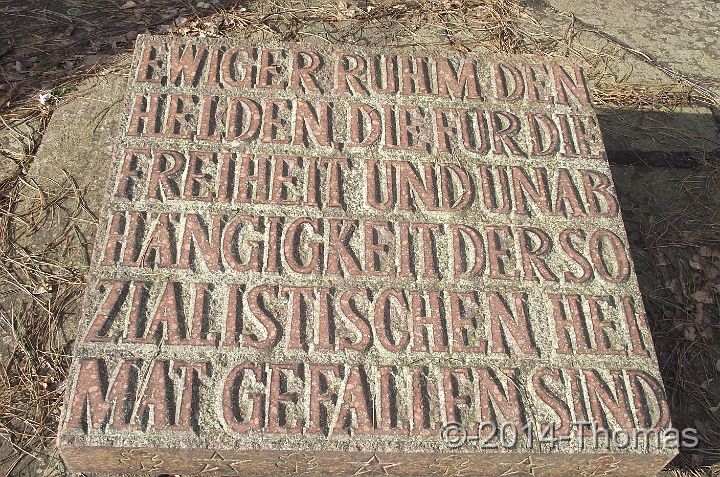 EWIGER RUHM DEN
HELDEN DIE FÜR DIE
FREIHEIT UND UNAB
HÄNGIGKEIT DER SO
ZIALISTISCHEN HEI
MAT GEFALLEN SIND
©-2014-Thomas